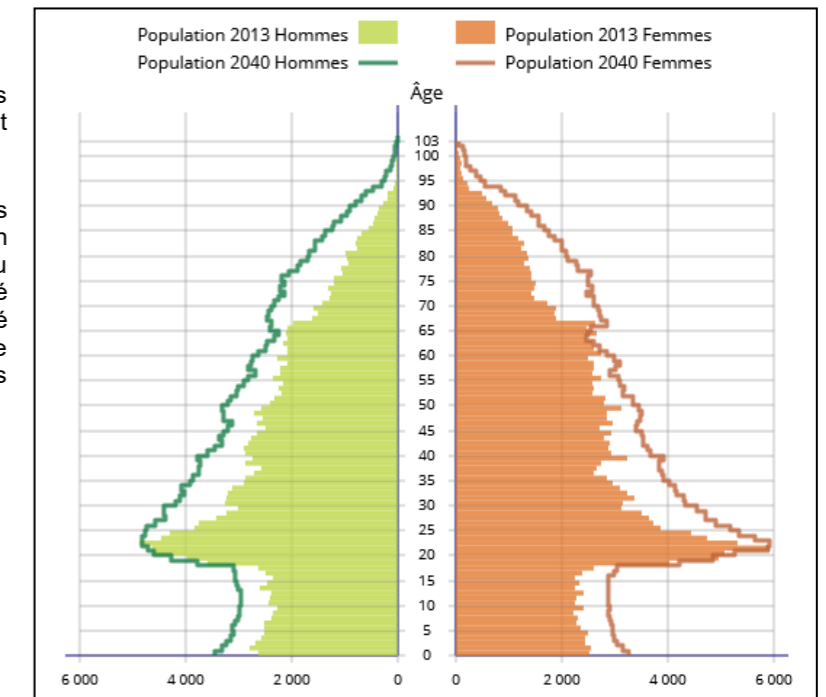 Population 2013 Hommes
Population 2013 Femmes
Population 2040 Hommes
Population 2040 Femmes
Âge
s
t
s
n
u
é
é
e
s
103
100
95
90
85
80
75
70
65
60
55
50
45
40
35
30
25
20
15
10
5
0
6 000 4 000 2 000 0 0 2 000 4 000 6 000